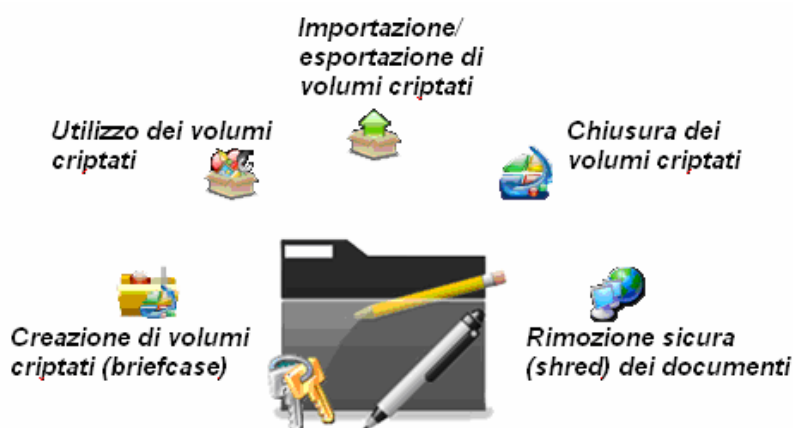 Importazione/
esportazione di
volumi criptati
Utilizzo dei volumi
criptati
Chiusura dei
volumi criptati
Creazione di volumi
criptati (briefcase)
Rimozione sicura
(shred) dei documenti